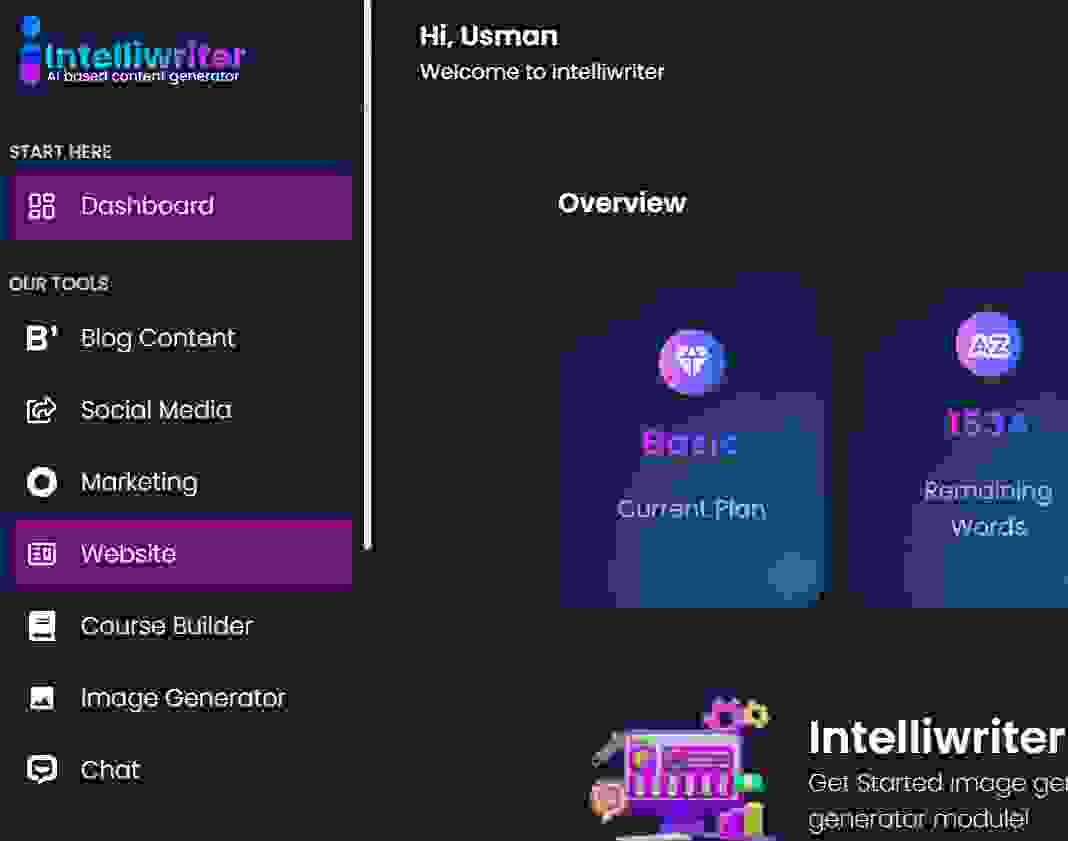 Intelliwriter
AI based content generator
START HERE
Dashboard
OUR TOOLS
B'
Blog Content
Social Media
Marketing
Website
Course Builder
Image Generator
Chat
Hi, Usman
Welcome to intelliwriter
Overview
Basic
Current Plan
AZ
1534
Remaining
Words
Intelliwriter
Get Started image ger
generator module!